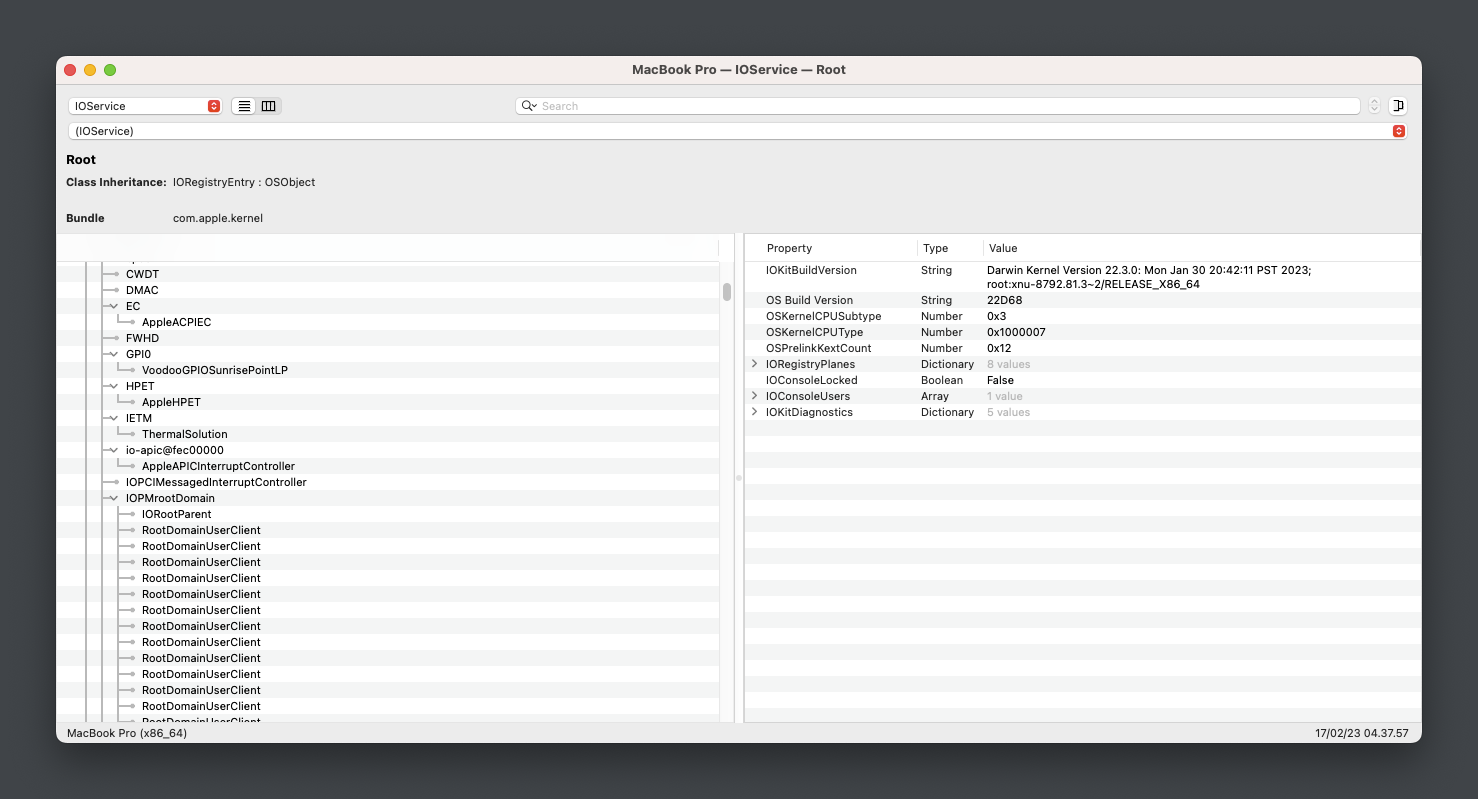 MacBook Pro — IOService — Root
IOService
Search
(IOService)
Root
Class Inheritance: IORegistryEntry : OSObject
Bundle com.apple.kernel
CWDT
DMAC
EC
AppleACPIEC
FWHD
GPI0
VoodooGPIOSunrisePointLP
HPET
AppleHPET
IETM
ThermalSolution
io-apic@fec00000
AppleAPICInterruptController
IOPCIMessagedInterruptController
IOPMrootDomain
IORootParent
RootDomainUserClient
RootDomainUserClient
RootDomainUserClient
RootDomainUserClient
RootDomainUserClient
RootDomainUserClient
RootDomainUserClient
RootDomainUserClient
RootDomainUserClient
RootDomainUserClient
RootDomainUserClient
RootDomainUserClient
RootDomainUserClient
Property Type Value
IOKitBuildVersion String Darwin Kernel Version 22.3.0: Mon Jan 30 20:42:11 PST 2023;
root:xnu-8792.81.3~2/RELEASE_X86_64
OS Build Version String 22D68
OSKernelCPUSubtype Number 0x3
OSKernelCPUType Number 0x1000007
OSPrelinkKextCount Number 0x12
IORegistryPlanes Dictionary 8 values
IOConsoleLocked Boolean False
IOConsoleUsers Array 1 value
IOKitDiagnostics Dictionary 5 values
MacBook Pro (x86_64)
17/02/23 04.37.57